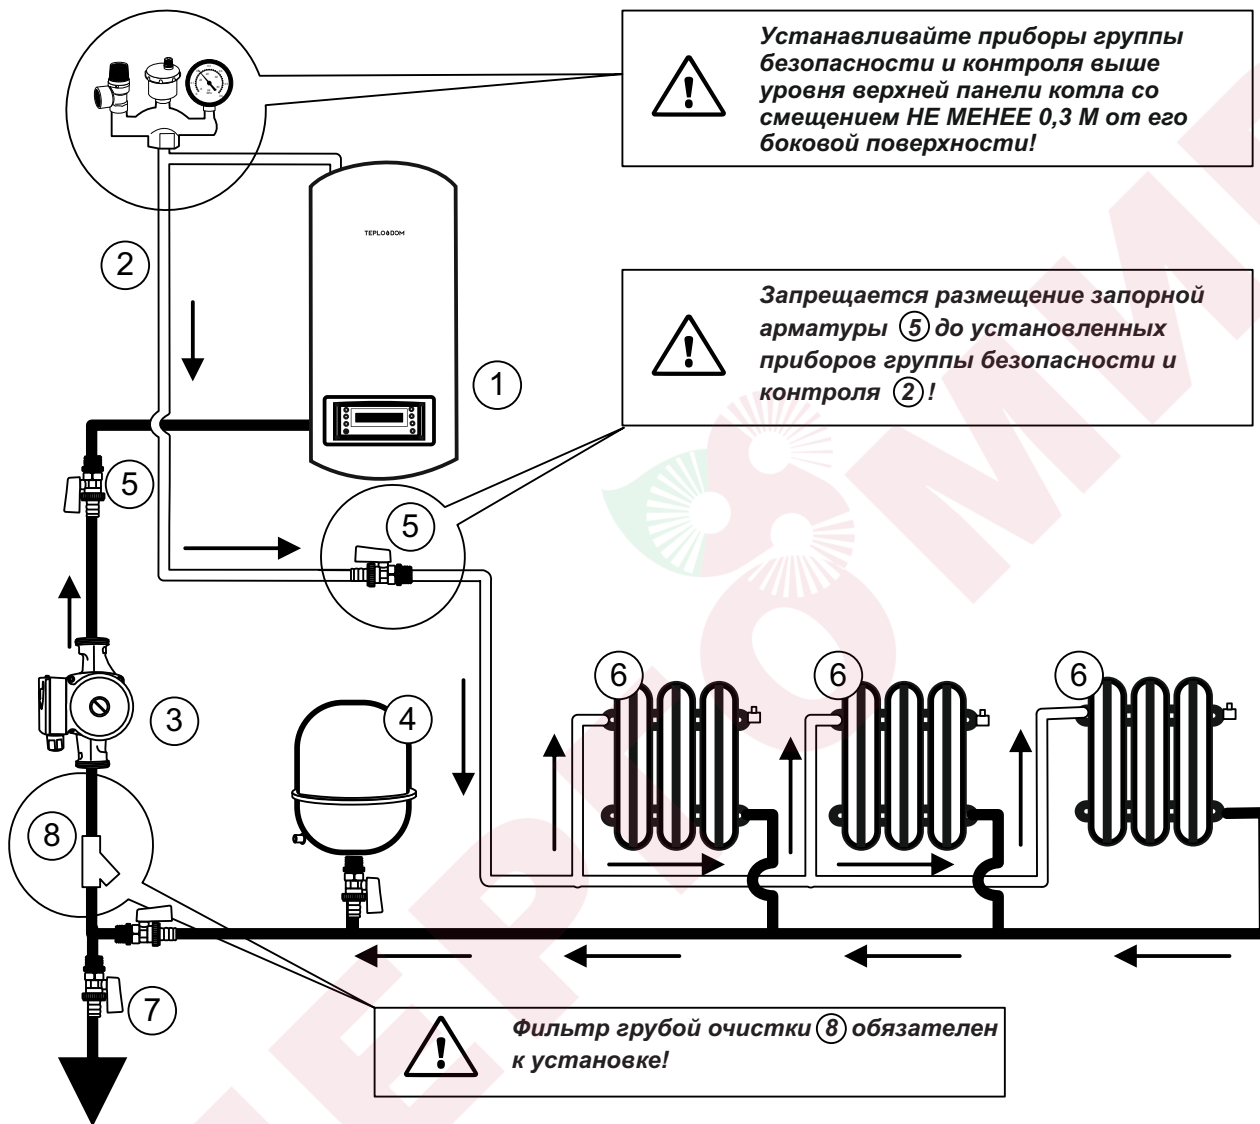 Устанавливайте приборы группы
безопасности и контроля выше
уровня верхней панели котла со
смещением НЕ МЕНЕЕ 0,3 М от его
боковой поверхности!
TEPLODOM
2
Запрещается размещение запорной
арматуры 5 до установленных
приборов группы безопасности и
контроля 2!
1
5
5
6
6
6
3
4
8
7
Фильтр грубой очистки 8 обязателен
к установке!